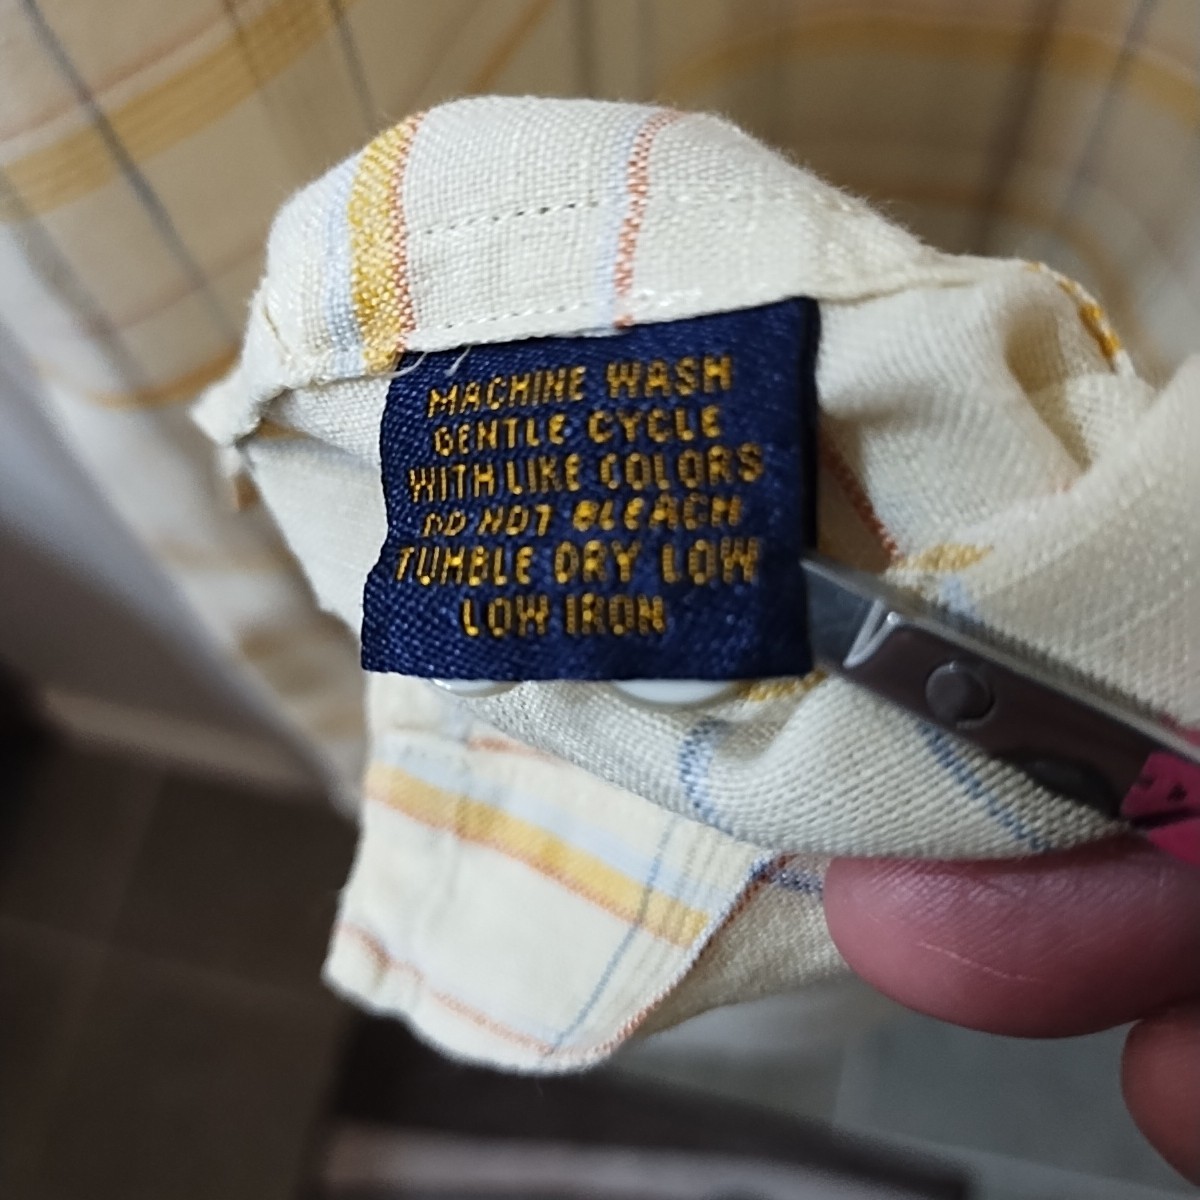 MACHINE WASH
GENTLE CYCLE
WITH LIKE COLORS
DO NOT BLEACH
TUMBLE DRY LOW
LOW IRON